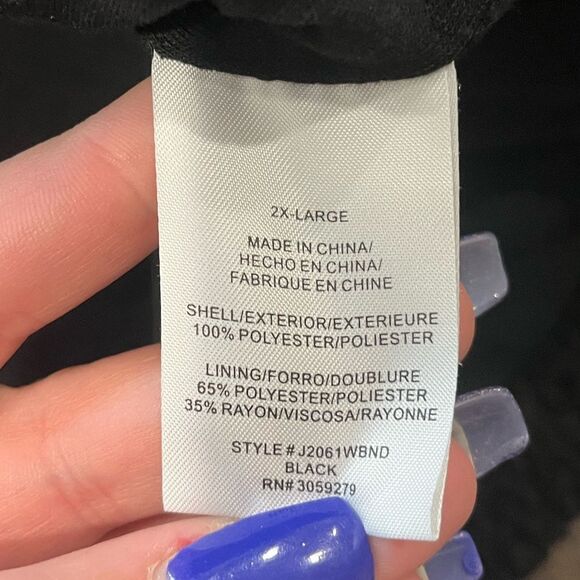 2X-LARGE
MADE IN CHINA/
HECHO EN CHINA/
FABRIQUE EN CHINE
SHELL/EXTERIOR/EXTERIEURE
100% POLYESTER/POLIESTER
LINING/FORRO/DOUBLURE
65% POLYESTER/POLIESTER
35% RAYON/VISCOSA/RAYONNE
STYLE # J2061WBND
BLACK
RN# 3059279